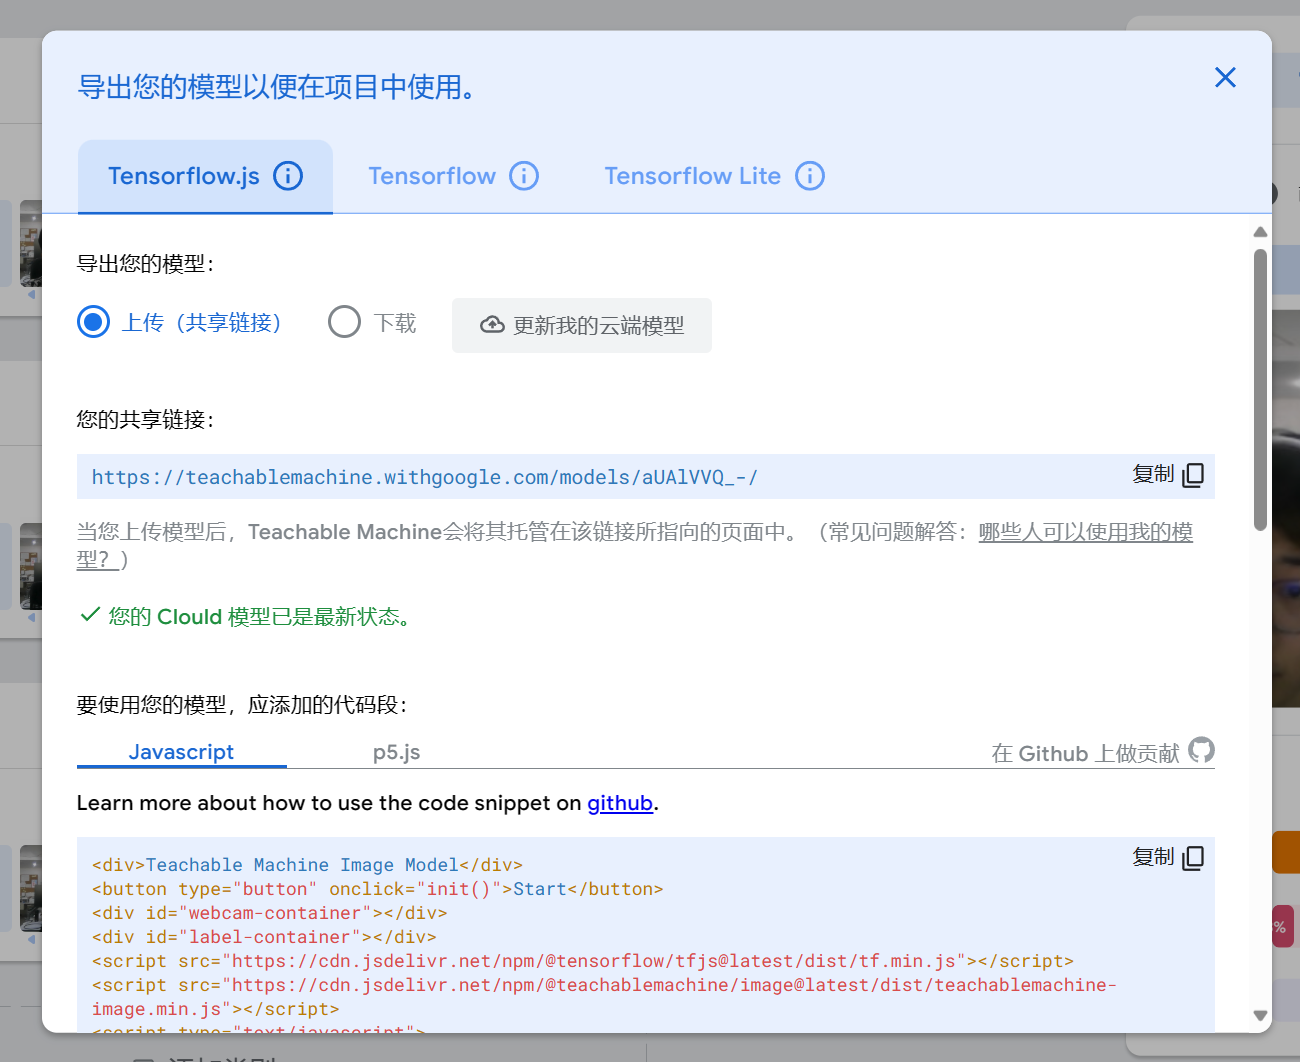 导出您的模型以便在项目中使用。
Tensorflow.js
Tensorflow
Tensorflow Lite
导出您的模型：
上传（共享链接）
下载
更新我的云端模型
您的共享链接：
https://teachablemachine.withgoogle.com/models/aUAlVVQ_-/
复制
当您上传模型后，Teachable Machine会将其托管在该链接所指向的页面中。（常见问题解答：哪些人可以使用我的模
型？）
您的 Clould 模型已是最新状态。
要使用您的模型，应添加的代码段：
Javascript
p5.js
在 Github 上做贡献
Learn more about how to use the code snippet on github.
复制
<div>Teachable Machine Image Model</div>
<button type="button" onclick="init()">Start</button>
<div id="webcam-container"></div>
<div id="label-container"></div>
<script src="https://cdn.jsdelivr.net/npm/@tensorflow/tfjs@latest/dist/tf.min.js"></script>
<script src="https://cdn.jsdelivr.net/npm/@teachablemachine/image@latest/dist/teachablemachine-
image.min.js"></script>
<script type="text/javascript">
%